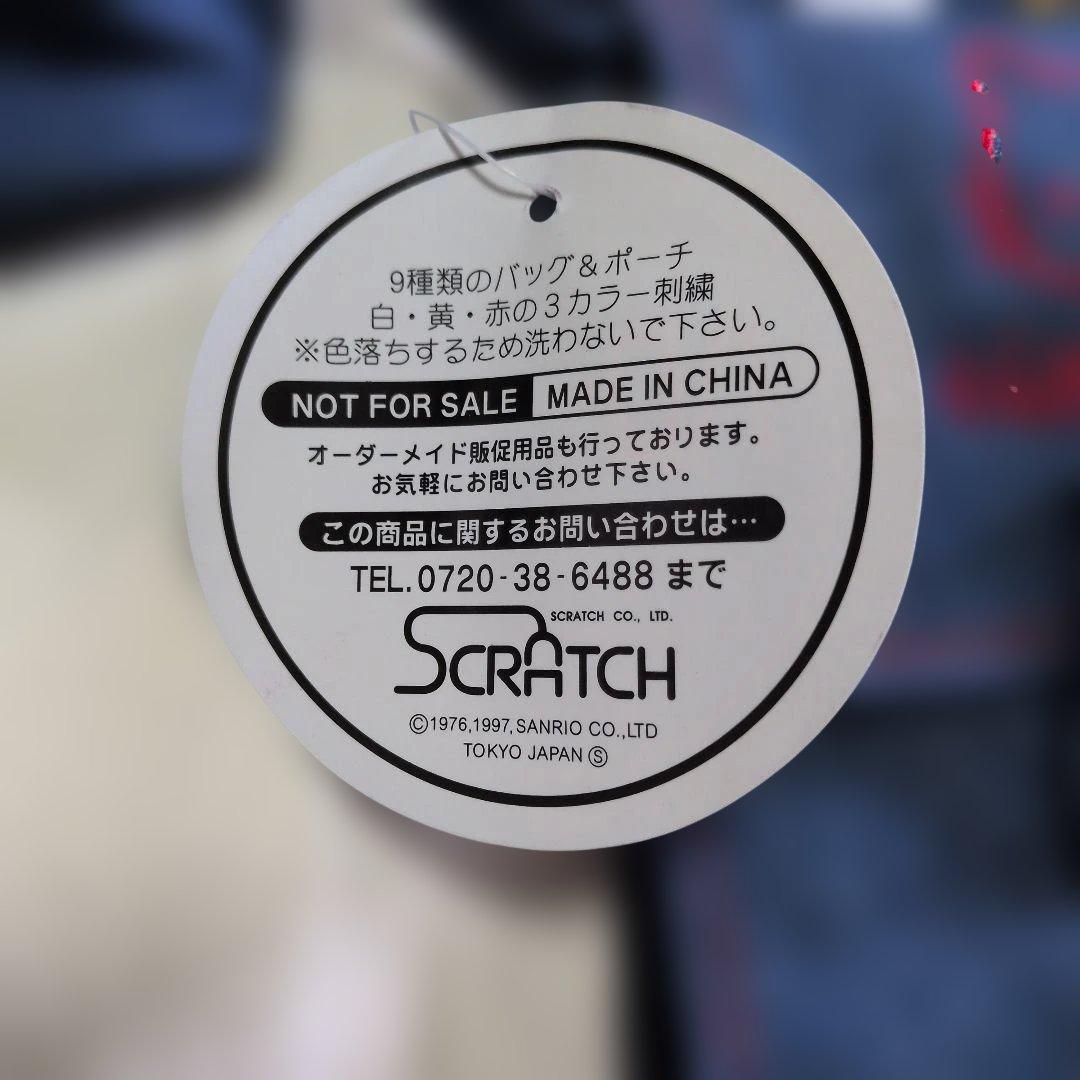 9種類のバッグ&ポーチ
白・黄・赤の3カラー刺繍
※色落ちするため洗わないで下さい。
NOT FOR SALE MADE IN CHINA
オーダーメイド販促用品も行っております。
お気軽にお問い合わせ下さい。
この商品に関するお問い合わせは…
TEL.0720-38-6488 まで
SCRATCH CO., LTD.
SCRATCH
©1976,1997,SANRIO CO.,LTD
TOKYO JAPAN Ⓢ